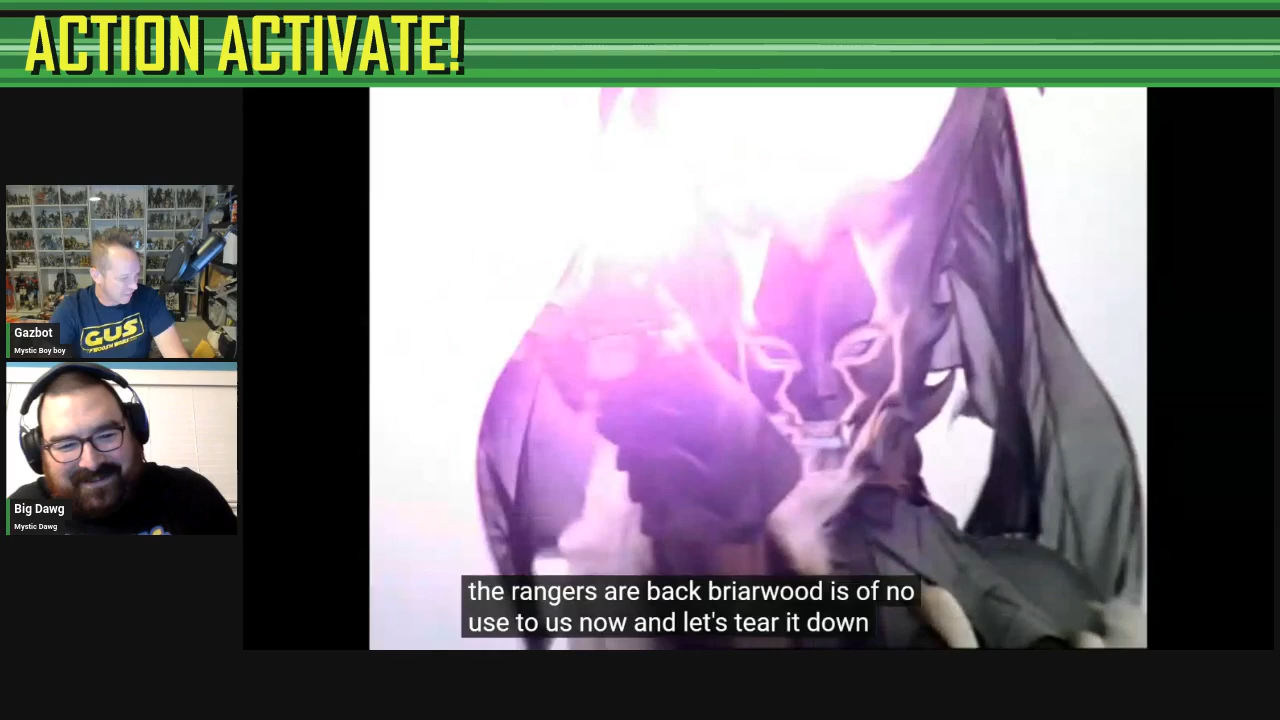 ACTION ACTIVATE!
GUS
Gazbot
Mystic Boy boy
Big Dawg
Mystic Dawg
the rangers are back briarwood is of no
use to us now and let's tear it down